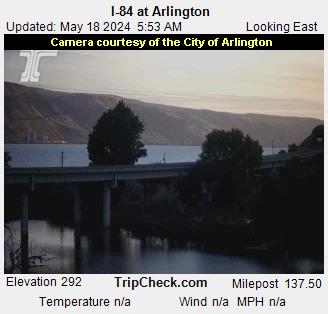 I-84 at Arlington
Updated: May 18 2024 5:53 AM Looking East
Camera courtesy of the City of Arlington
Elevation 292 TripCheck.com Milepost 137.50
Temperature n/a Wind n/a MPH n/a